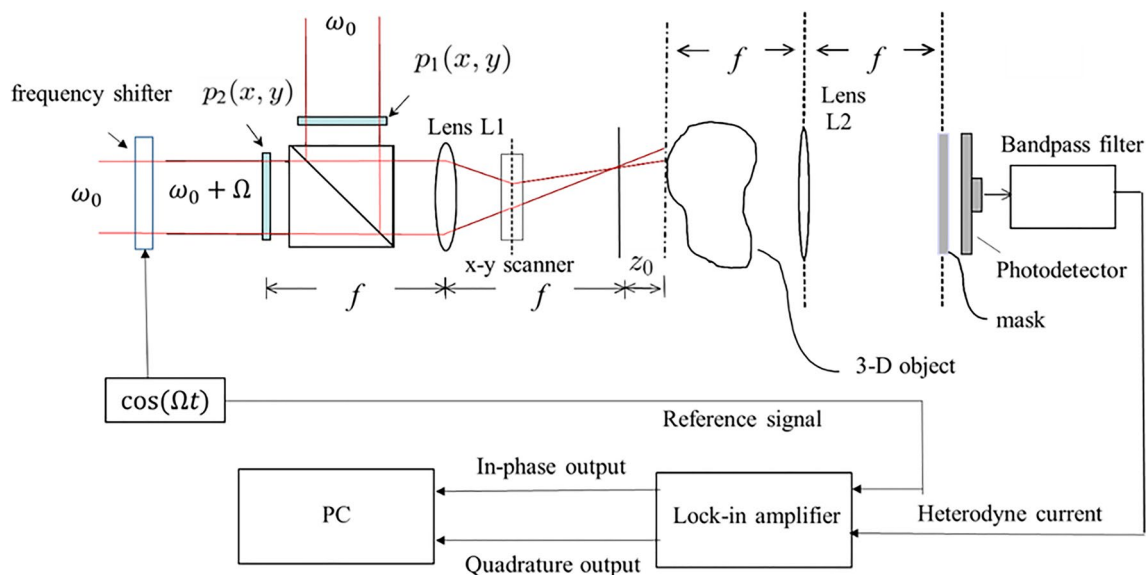 ω₀
p₁(x, y)
frequency shifter
p₂(x, y)
Lens L1
f
f
Lens
L2
Bandpass filter
ω₀
ω₀ + Ω
x-y scanner
z₀
Photodetector
f
f
mask
3-D object
cos(Ωt)
Reference signal
In-phase output
PC
Lock-in amplifier
Heterodyne current
Quadrature output